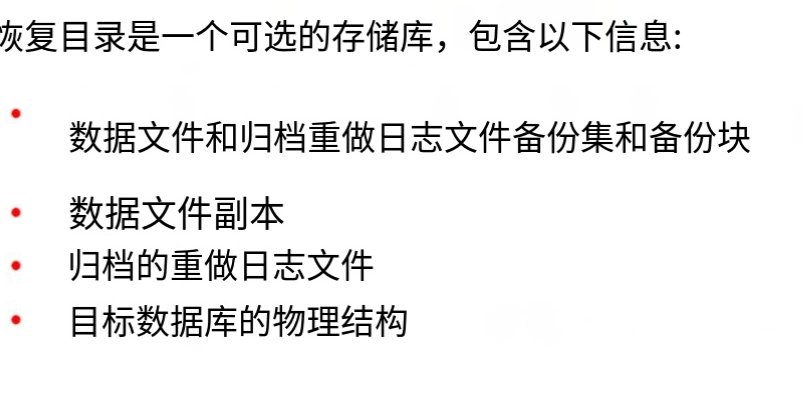 恢复目录是一个可选的存储库，包含以下信息:
数据文件和归档重做日志文件备份集和备份块
数据文件副本
归档的重做日志文件
目标数据库的物理结构